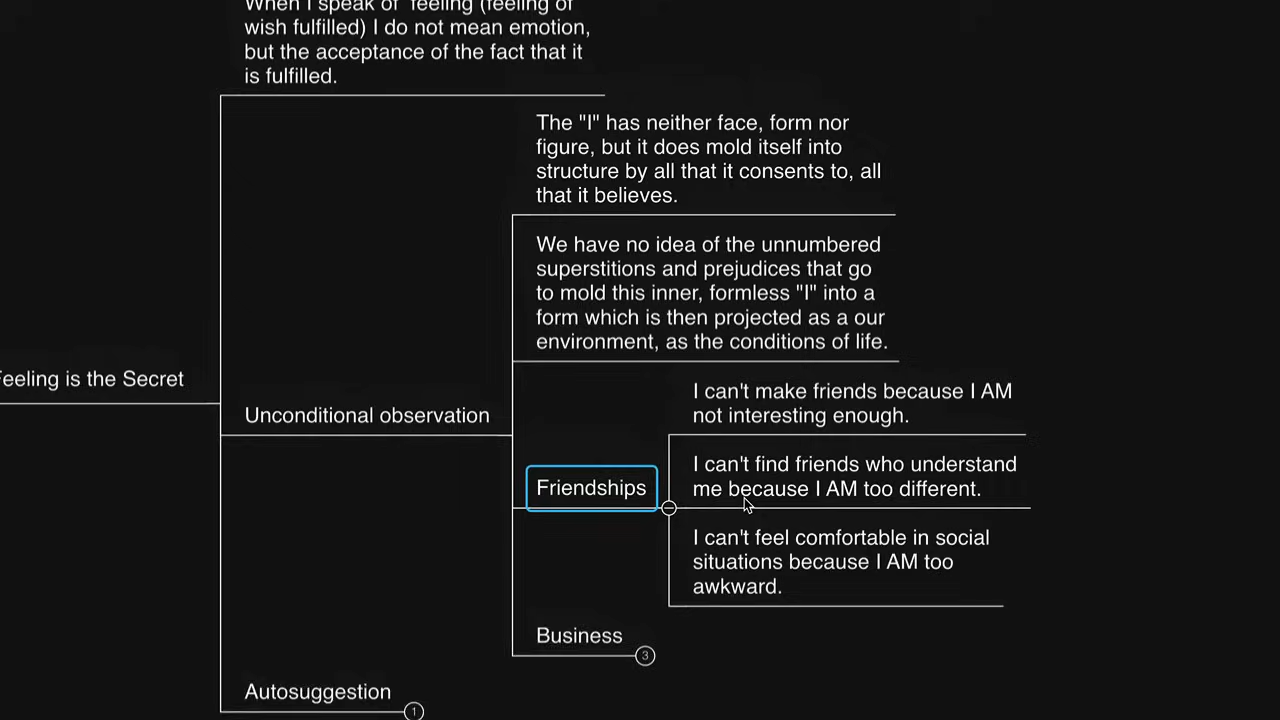 When I speak of "feeling (feeling of
wish fulfilled) I do not mean emotion,
but the acceptance of the fact that it
is fulfilled.
The "I" has neither face, form nor
figure, but it does mold itself into
structure by all that it consents to, all
that it believes.
We have no idea of the unnumbered
superstitions and prejudices that go
to mold this inner, formless "I" into a
form which is then projected as a our
environment, as the conditions of life.
Feeling is the Secret
Unconditional observation
Friendships
I can't make friends because I AM
not interesting enough.
I can't find friends who understand
me because I AM too different.
I can't feel comfortable in social
situations because I AM too
awkward.
Business
3
Autosuggestion
1